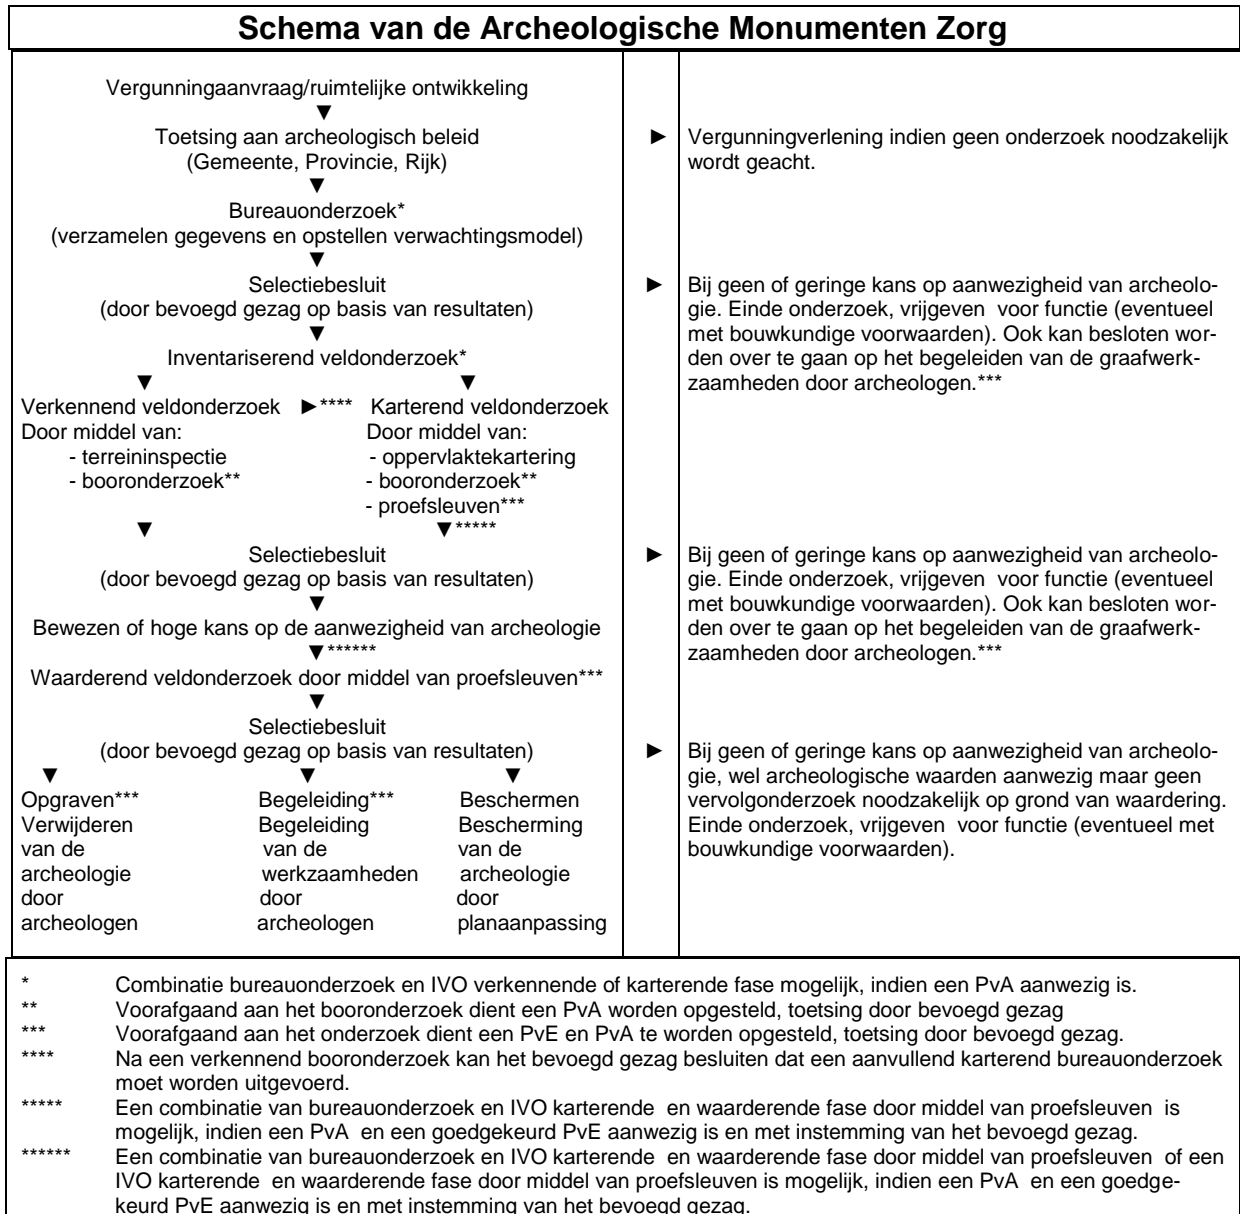 Schema van de Archeologische Monumenten Zorg
Vergunningaanvraag/ruimtelijke ontwikkeling
▼
Toetsing aan archeologisch beleid
(Gemeente, Provincie, Rijk)
► Vergunningverlening indien geen onderzoek noodzakelijk
wordt geacht.
▼
Bureauonderzoek*
(verzamelen gegevens en opstellen verwachtingsmodel)
▼
Selectiebesluit
(door bevoegd gezag op basis van resultaten)
► Bij geen of geringe kans op aanwezigheid van archeolo-
gie. Einde onderzoek, vrijgeven voor functie (eventueel
met bouwkundige voorwaarden). Ook kan besloten wor-
den over te gaan op het begeleiden van de graafwerk-
zaamheden door archeologen.***
▼
Inventariserend veldonderzoek*
▼ ▼
Verkennend veldonderzoek ►**** Karterend veldonderzoek
Door middel van: Door middel van:
- terreininspectie - oppervlaktekartering
- booronderzoek** - booronderzoek**
- proefsleuven***
▼ ▼*****
Selectiebesluit
(door bevoegd gezag op basis van resultaten)
► Bij geen of geringe kans op aanwezigheid van archeolo-
gie. Einde onderzoek, vrijgeven voor functie (eventueel
met bouwkundige voorwaarden). Ook kan besloten wor-
den over te gaan op het begeleiden van de graafwerk-
zaamheden door archeologen.***
▼
Bewezen of hoge kans op de aanwezigheid van archeologie
▼******
Waarderend veldonderzoek door middel van proefsleuven***
▼
Selectiebesluit
(door bevoegd gezag op basis van resultaten)
► Bij geen of geringe kans op aanwezigheid van archeolo-
gie, wel archeologische waarden aanwezig maar geen
vervolgonderzoek noodzakelijk op grond van waardering.
Einde onderzoek, vrijgeven voor functie (eventueel met
bouwkundige voorwaarden).
▼ ▼ ▼
Opgraven*** Begeleiding*** Beschermen
Verwijderen Begeleiding Bescherming
van de van de van de
archeologie werkzaamheden archeologie
door door door
archeologen archeologen planaanpassing
* Combinatie bureauonderzoek en IVO verkennende of karterende fase mogelijk, indien een PvA aanwezig is.
** Voorafgaand aan het booronderzoek dient een PvA worden opgesteld, toetsing door bevoegd gezag
*** Voorafgaand aan het onderzoek dient een PvE en PvA te worden opgesteld, toetsing door bevoegd gezag.
**** Na een verkennend booronderzoek kan het bevoegd gezag besluiten dat een aanvullend karterend bureauonderzoek
moet worden uitgevoerd.
***** Een combinatie van bureauonderzoek en IVO karterende en waarderende fase door middel van proefsleuven is
mogelijk, indien een PvA en een goedgekeurd PvE aanwezig is en met instemming van het bevoegd gezag.
****** Een combinatie van bureauonderzoek en IVO karterende en waarderende fase door middel van proefsleuven of een
IVO karterende en waarderende fase door middel van proefsleuven is mogelijk, indien een PvA en een goedge-
keurd PvE aanwezig is en met instemming van het bevoegd gezag.